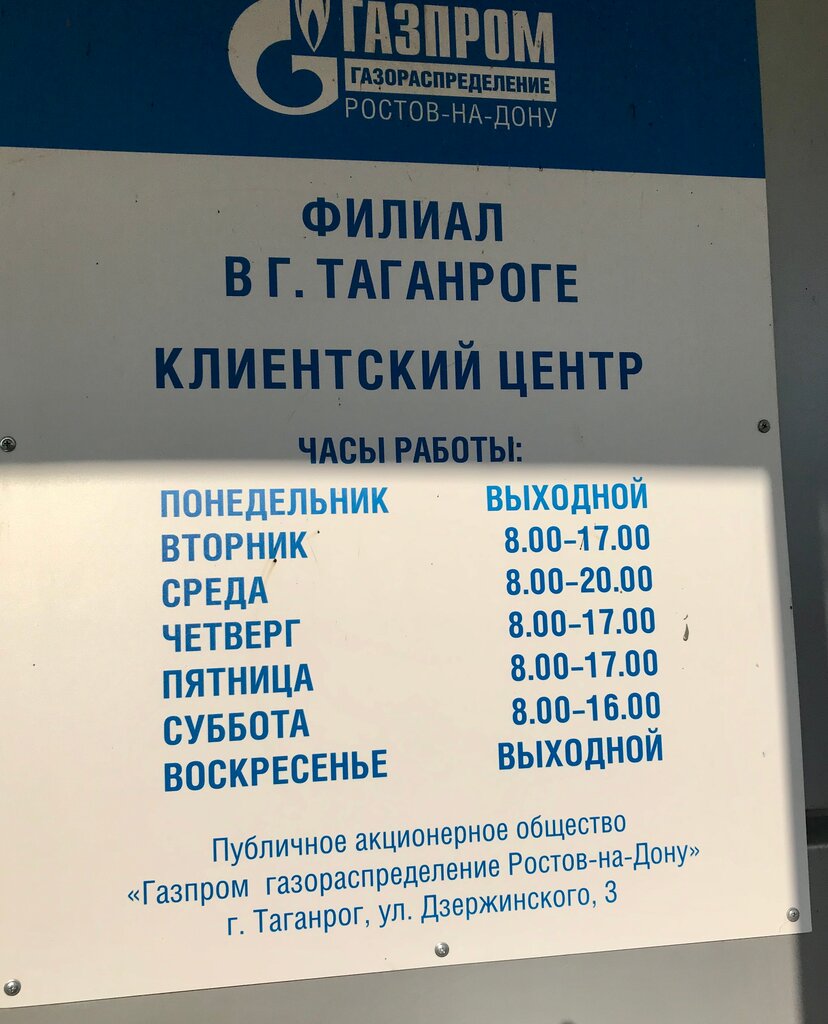 ГАЗПРОМ
ГАЗОРАСПРЕДЕЛЕНИЕ
РОСТОВ-НА-ДОНУ
ФИЛИАЛ
В Г. ТАГАНРОГЕ
КЛИЕНТСКИЙ ЦЕНТР
ЧАСЫ РАБОТЫ:
ПОНЕДЕЛЬНИК ВЫХОДНОЙ
ВТОРНИК 8.00-17.00
СРЕДА 8.00-20.00
ЧЕТВЕРГ 8.00-17.00
ПЯТНИЦА 8.00-17.00
СУББОТА 8.00-16.00
ВОСКРЕСЕНЬЕ ВЫХОДНОЙ
Публичное акционерное общество
«Газпром газораспределение Ростов-на-Дону»
г. Таганрог, ул. Дзержинского, 3